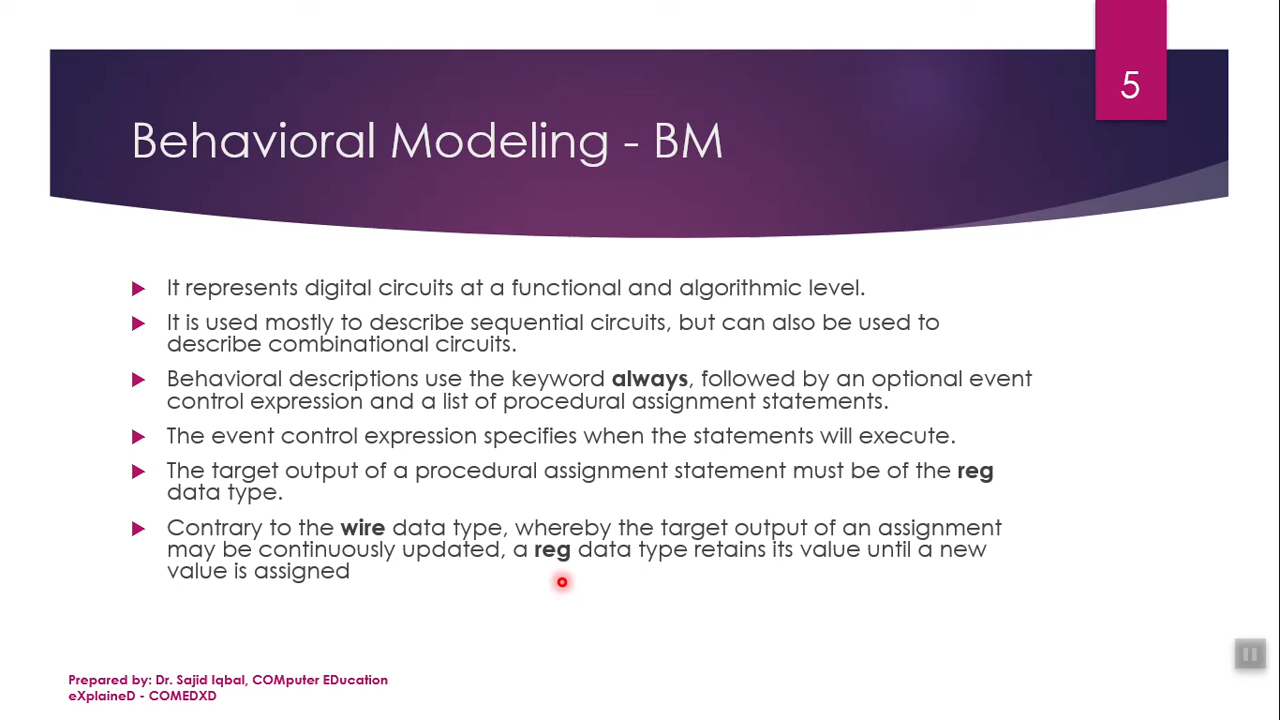 5
Behavioral Modeling - BM
It represents digital circuits at a functional and algorithmic level.
It is used mostly to describe sequential circuits, but can also be used to
describe combinational circuits.
Behavioral descriptions use the keyword always, followed by an optional event
control expression and a list of procedural assignment statements.
The event control expression specifies when the statements will execute.
The target output of a procedural assignment statement must be of the reg
data type.
Contrary to the wire data type, whereby the target output of an assignment
may be continuously updated, a reg data type retains its value until a new
value is assigned
Prepared by: Dr. Sajid Iqbal, COMputer EDucation
eXplaineD - COMEDXD